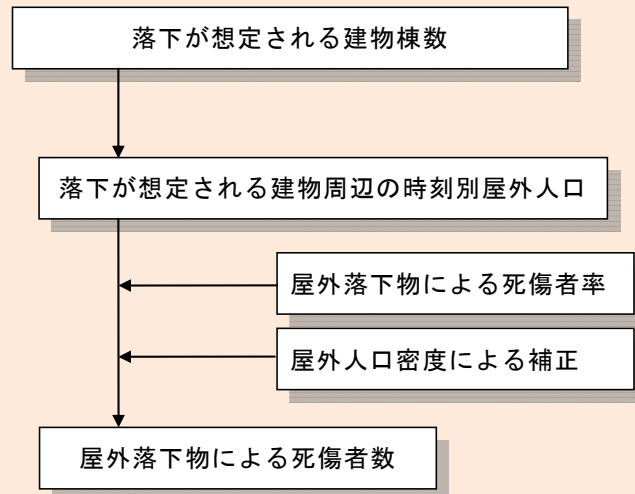 落下が想定される建物棟数
落下が想定される建物周辺の時刻別屋外人口
屋外落下物による死傷者率
屋外人口密度による補正
屋外落下物による死傷者数